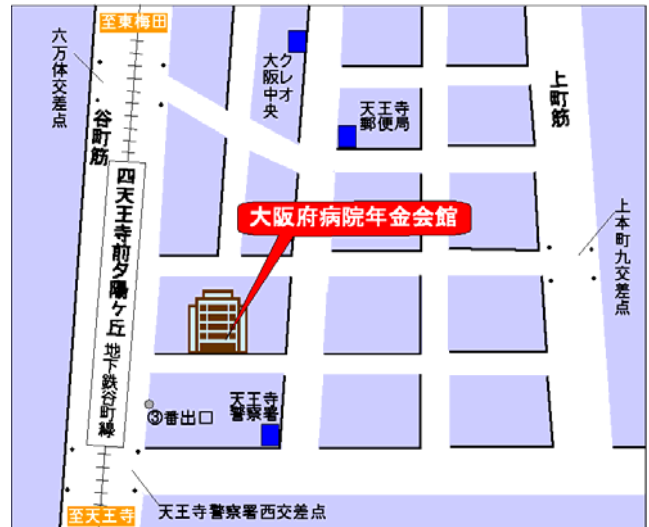 至東梅田
六万体交差点
谷町筋
クレオ
大阪
中央
天王寺
郵便局
上町筋
四天王寺前夕陽ヶ丘
地下鉄谷町線
大阪府病院年金会館
上本町九交差点
③番出口
天王寺
警察署
至天王寺
天王寺警察署西交差点